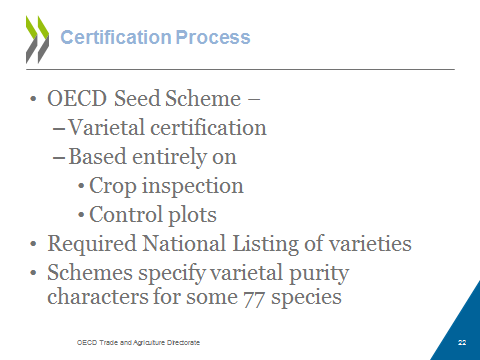 Certification Process
• OECD Seed Scheme –
– Varietal certification
– Based entirely on
• Crop inspection
• Control plots
• Required National Listing of varieties
• Schemes specify varietal purity
characters for some 77 species
OECD Trade and Agriculture Directorate
22